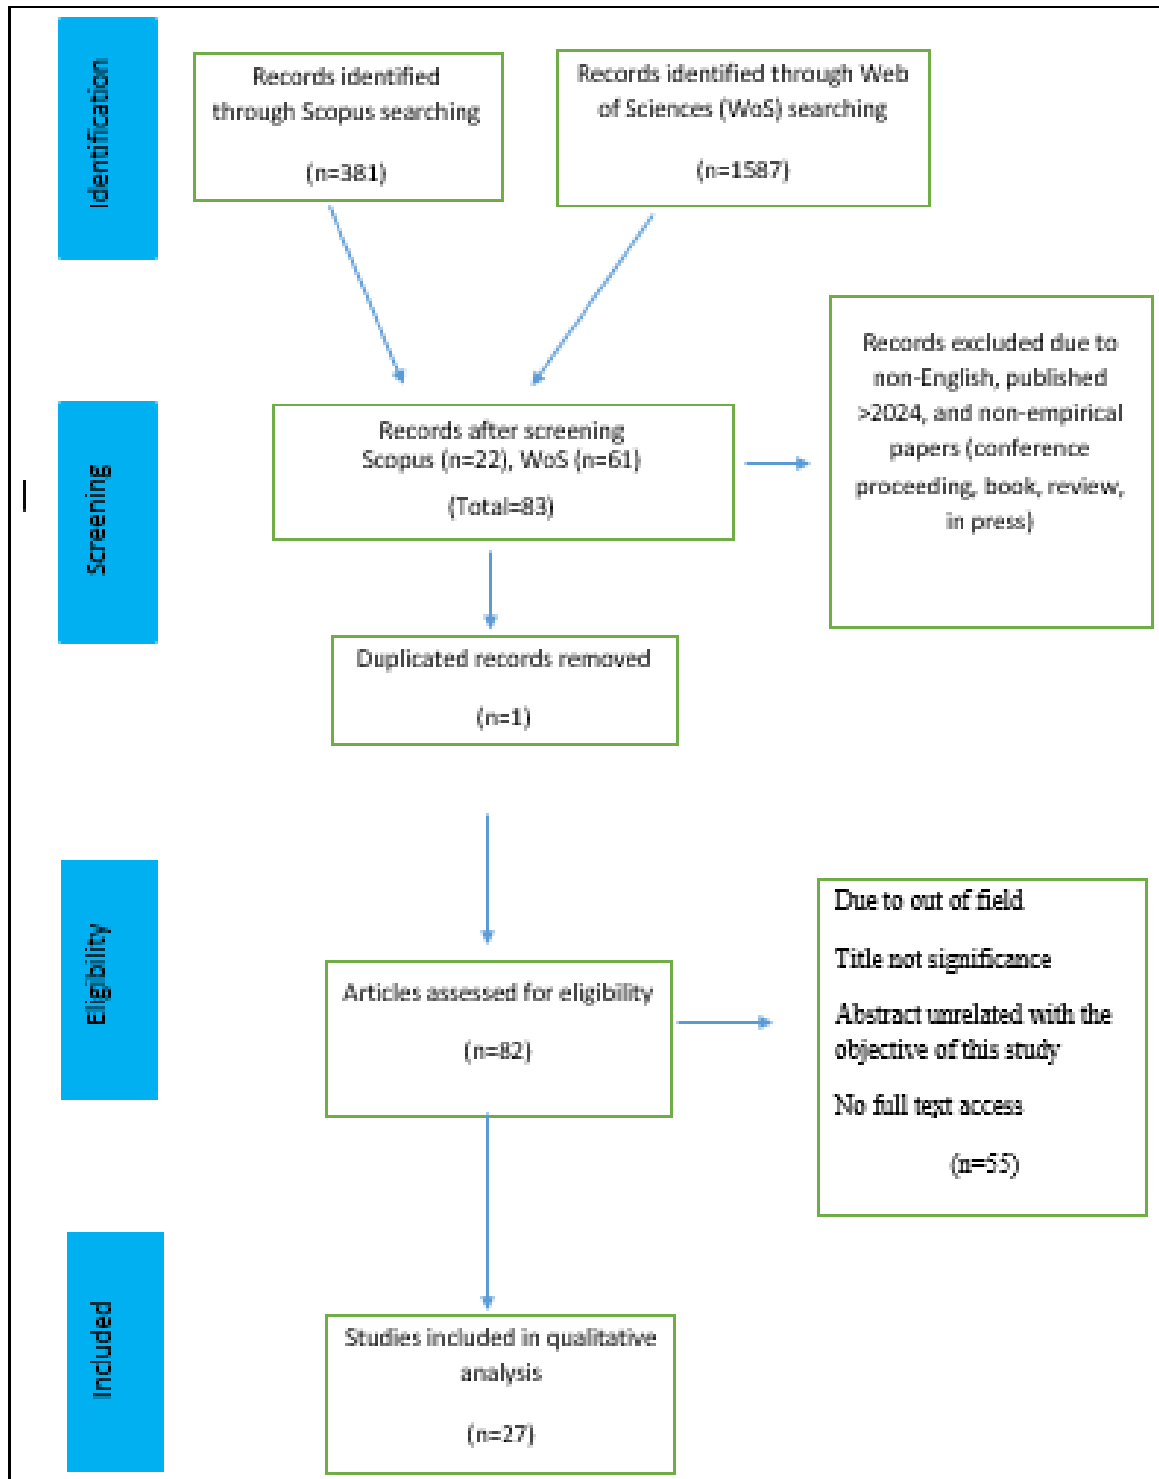 Identification
Records identified
through Scopus searching
(n=381)
Records identified through Web
of Sciences (WoS) searching
(n=1587)
Screening
Records after screening
Scopus (n=22), WoS (n=61)
(Total=83)
Records excluded due to
non-English, published
>2024, and non-empirical
papers (conference
proceeding, book, review,
in press)
Duplicated records removed
(n=1)
Eligibility
Articles assessed for eligibility
(n=82)
Due to out of field
Title not significance
Abstract unrelated with the
objective of this study
No full text access
(n=55)
Included
Studies included in qualitative
analysis
(n=27)